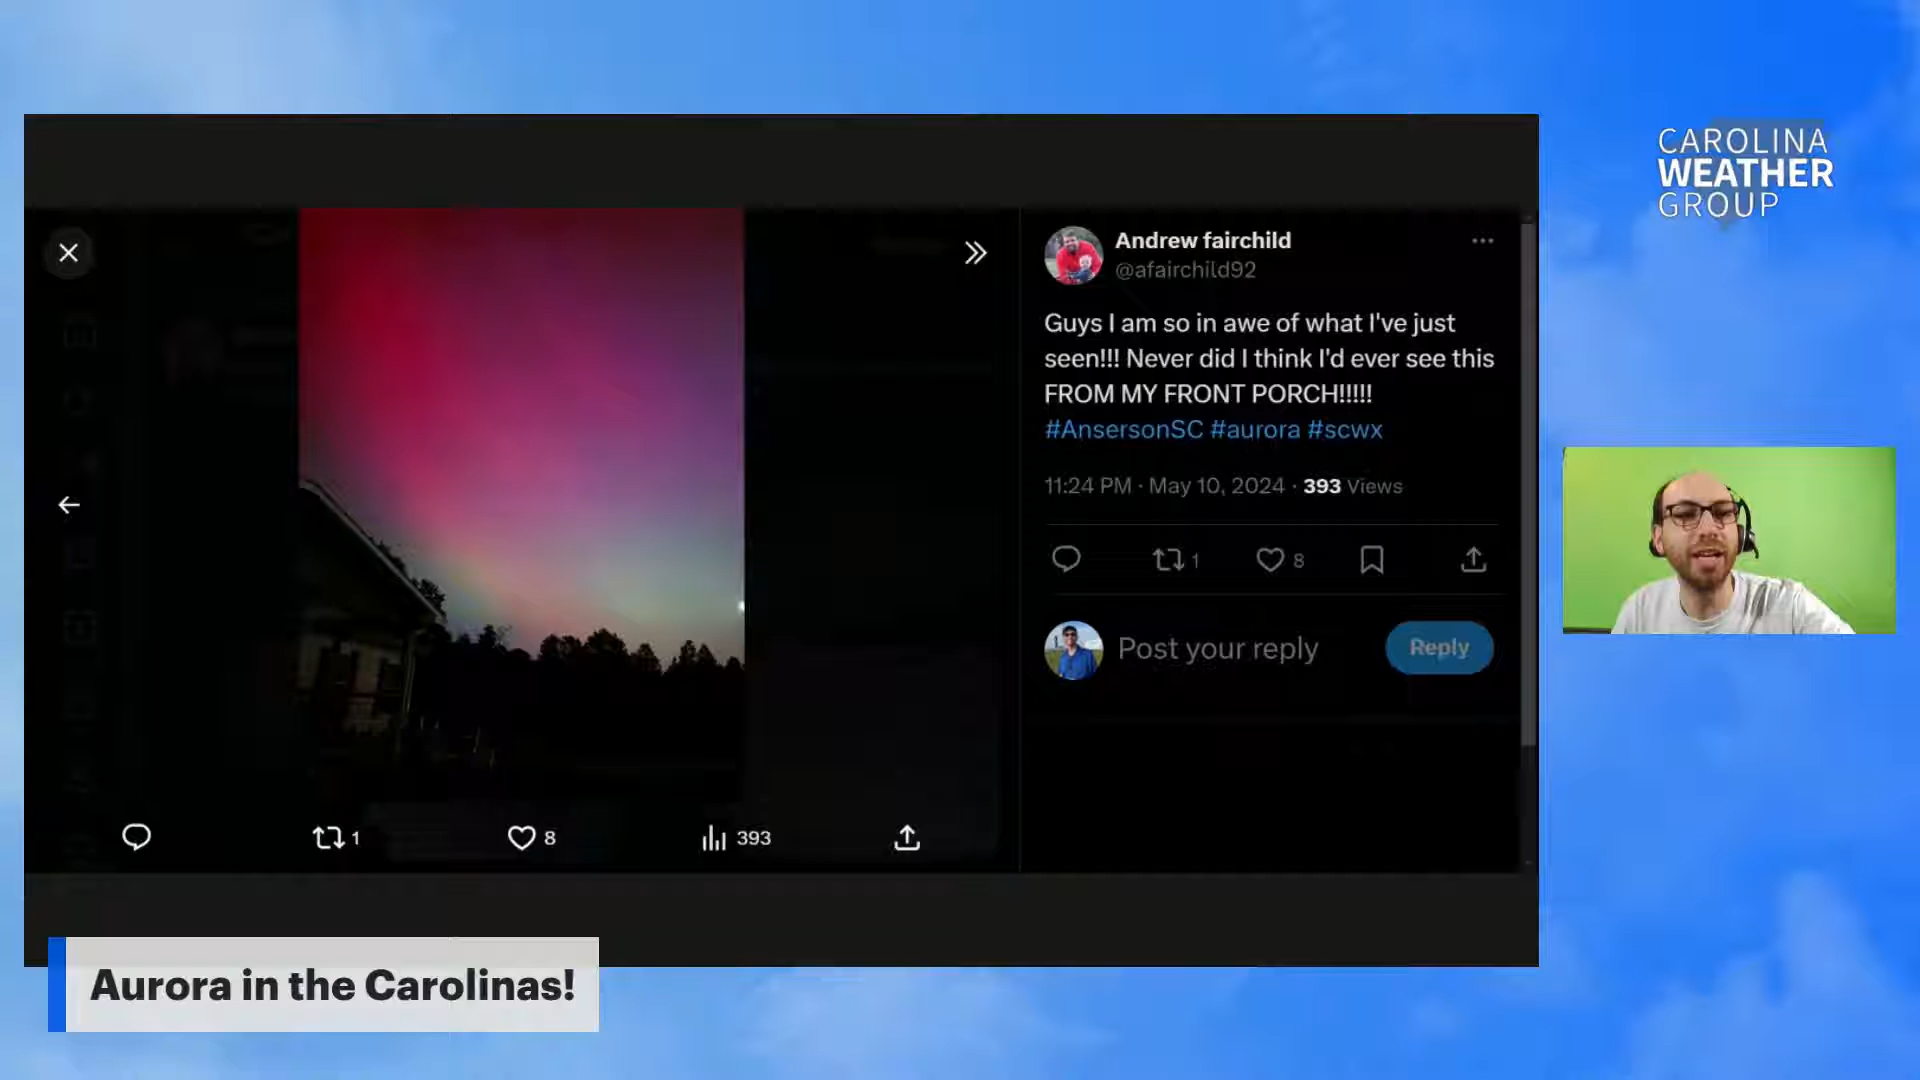 CAROLINA
WEATHER
GROUP
Andrew fairchild
@afairchild92
Guys I am so in awe of what I've just
seen!!! Never did I think I'd ever see this
FROM MY FRONT PORCH!!!!!
#AnsersonSC #aurora #scwx
11:24 PM · May 10, 2024 · 393 Views
1 8
Post your reply Reply
1 8 393
Aurora in the Carolinas!